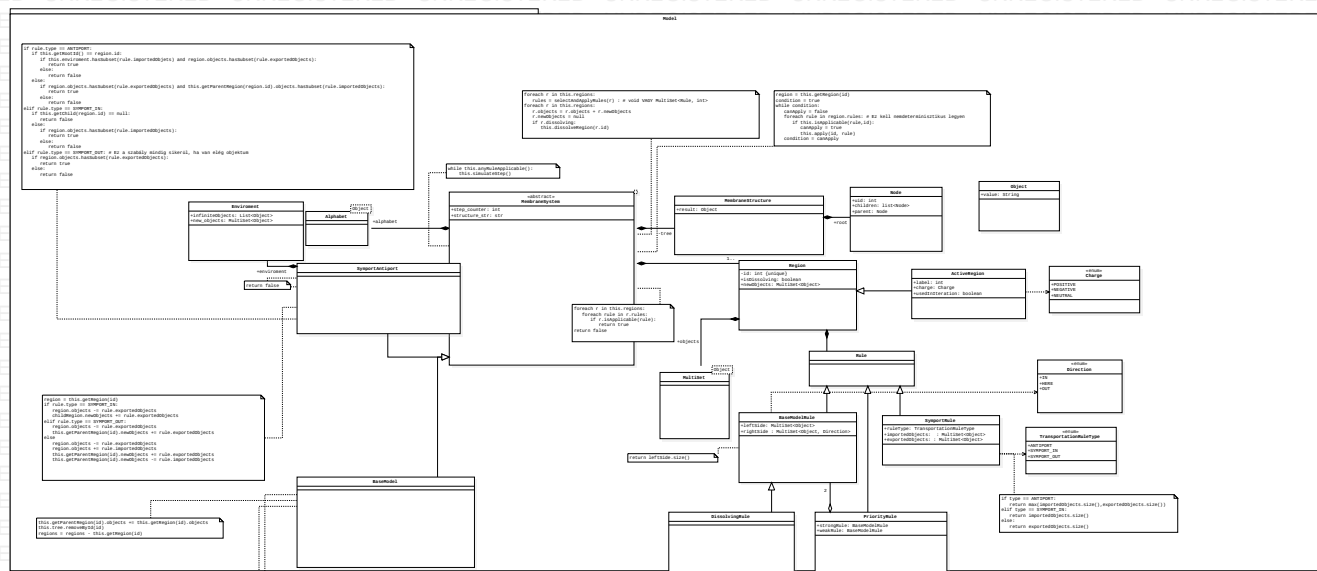 Model
if rule.type == ANTIPORT:
if this.getRootId() == region.id:
if this.enviroment.hasSubset(rule.importedObjets) and region.objects.hasSubset(rule.exportedObjects):
return true
else:
return false
else:
if region.objects.hasSubset(rule.exportedObjects) and this.getParentRegion(region.id).objects.hasSubset(rule.importedObjects):
return true
else:
return false
elif rule.type == SYMPORT_IN:
if this.getChild(region.id) == null:
return false
else:
if region.objects.hasSubset(rule.importedObjects):
return true
else:
return false
elif rule.type == SYMPORT_OUT: # Ez a szabály mindig sikerül, ha van elég objektum
if region.objects.hasSubset(rule.exportedObjects):
return true
else:
return false
foreach r in this.regions:
rules = selectAndApplyRules(r) : # void VAGY MultiSet<Rule, int>
foreach r in this.regions:
r.objects = r.objects + r.newObjects
r.newObjects = null
if r.dissolving:
this.dissolveRegion(r.id)
region = this.getRegion(id)
condition = true
while condition:
canApply = false
foreach rule in region.rules: # Ez kell nemdeterminisztikus legyen
if this.isApplicable(rule,id):
canApply = true
this.apply(id, rule)
condition = canApply
while this.anyRuleApplicable():
this.simulateStep()
Enviroment
+infiniteObjects: List<Object>
+new_objects: MultiSet<Object>
Object
Alphabet
+alphabet
«abstract»
MembraneSystem
+step_counter: int
+structure_str: str
-tree
MembraneStructure
+result: Object
+root
Node
+uid: int
+children: list<Node>
+parent: Node
Object
+value: String
+enviroment
SymportAntiport
return false
1..
Region
-id: int {unique}
+isDissolving: boolean
+newObjects: MultiSet<Object>
ActiveRegion
+label: int
+charge: Charge
+usedInIteration: boolean
«enum»
Charge
+POSITIVE
+NEGATIVE
+NEUTRAL
foreach r in this.regions:
foreach rule in r.rules:
if r.isApplicable(rule):
return true
return false
+objects
Object
MultiSet
Rule
«enum»
Direction
+IN
+HERE
+OUT
BaseModelRule
+leftSide: MultiSet<Object>
+rightSide : MultiSet<Object, Direction>
SymportRule
+ruleType: TransportationRuleType
+importedObjects: : MultiSet<Object>
+exportedObjects: : MultiSet<Object>
«enum»
TransportationRuleType
+ANTIPORT
+SYMPORT_IN
+SYMPORT_OUT
return leftSide.size()
region = this.getRegion(id)
if rule.type == SYMPORT_IN:
region.objects -= rule.exportedObjects
childRegion.newObjects += rule.exportedObjects
elif rule.type == SYMPORT_OUT:
region.objects -= rule.exportedObjects
this.getParentRegion(id).newObjects += rule.exportedObjects
else
region.objects -= rule.exportedObjects
region.objects += rule.importedObjects
this.getParentRegion(id).newObjects += rule.exportedObjects
this.getParentRegion(id).newObjects -= rule.importedObjects
BaseModel
2
if type == ANTIPORT:
return max(importedObjects.size(),exportedObjects.size())
elif type == SYMPORT_IN:
return importedObjects.size()
else:
return exportedObjects.size()
this.getParentRegion(id).objects += this.getRegion(id).objects
this.tree.removeById(id)
regions = regions - this.getRegion(id)
DissolvingRule
PriorityRule
+strongRule: BaseModelRule
+weakRule: BaseModelRule